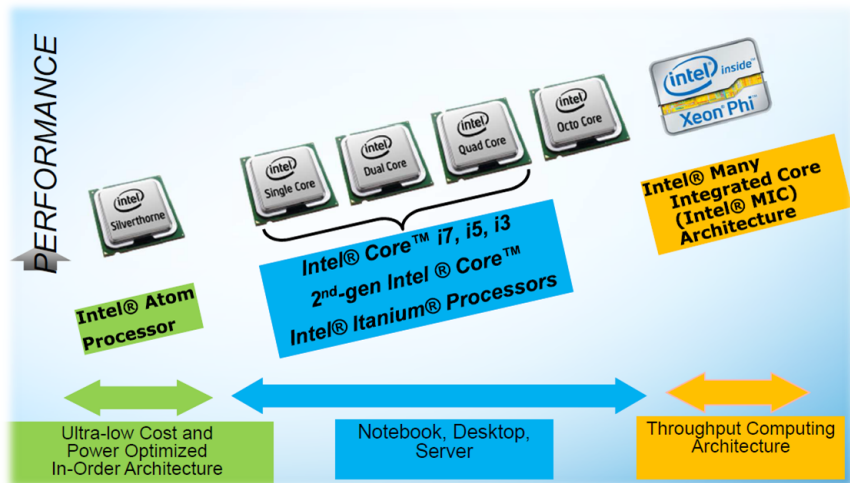 PERFORMANCE
intel
Silverthorne
intel
Single Core
intel
Dual Core
intel
Quad Core
intel
Octo Core
intel inside™
Xeon® Phi™
Intel® Atom
Processor
Intel® Core™ i7, i5, i3
2nd-gen Intel ® Core™
Intel® Itanium® Processors
Intel® Many
Integrated Core
(Intel® MIC)
Architecture
Ultra-low Cost and
Power Optimized
In-Order Architecture
Notebook, Desktop,
Server
Throughput Computing
Architecture